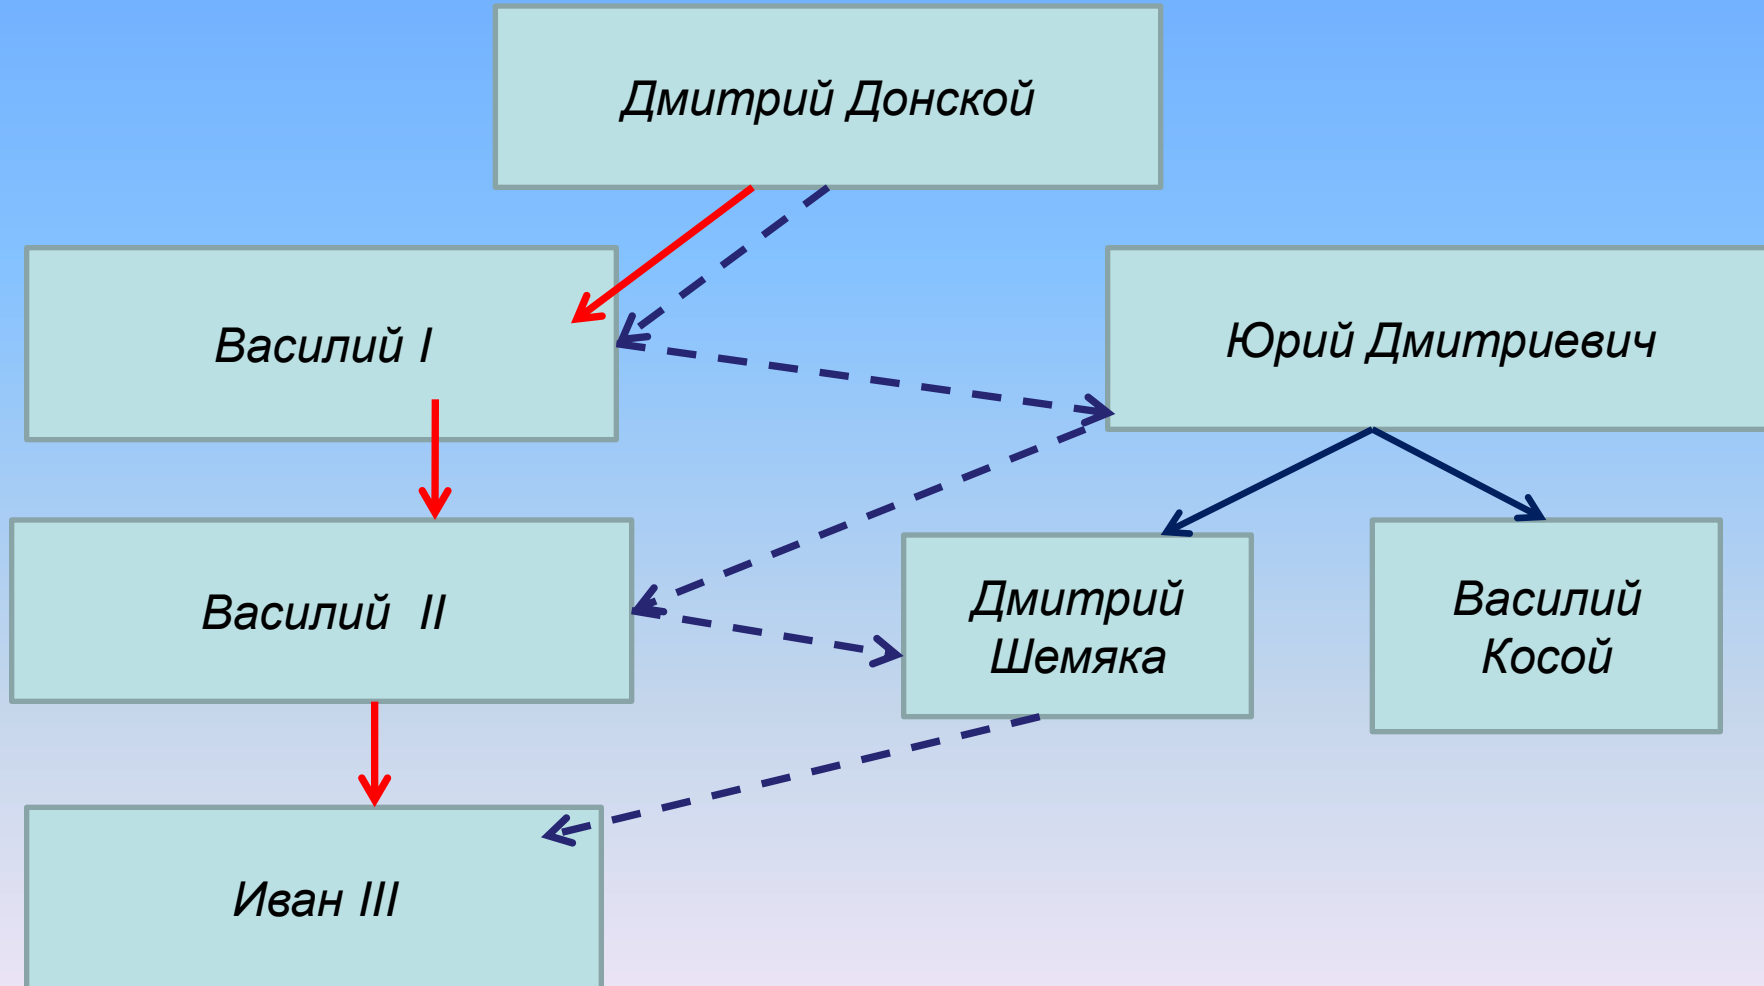 Дмитрий Донской
Василий I
Юрий Дмитриевич
Василий II
Дмитрий
Шемяка
Василий
Косой
Иван III